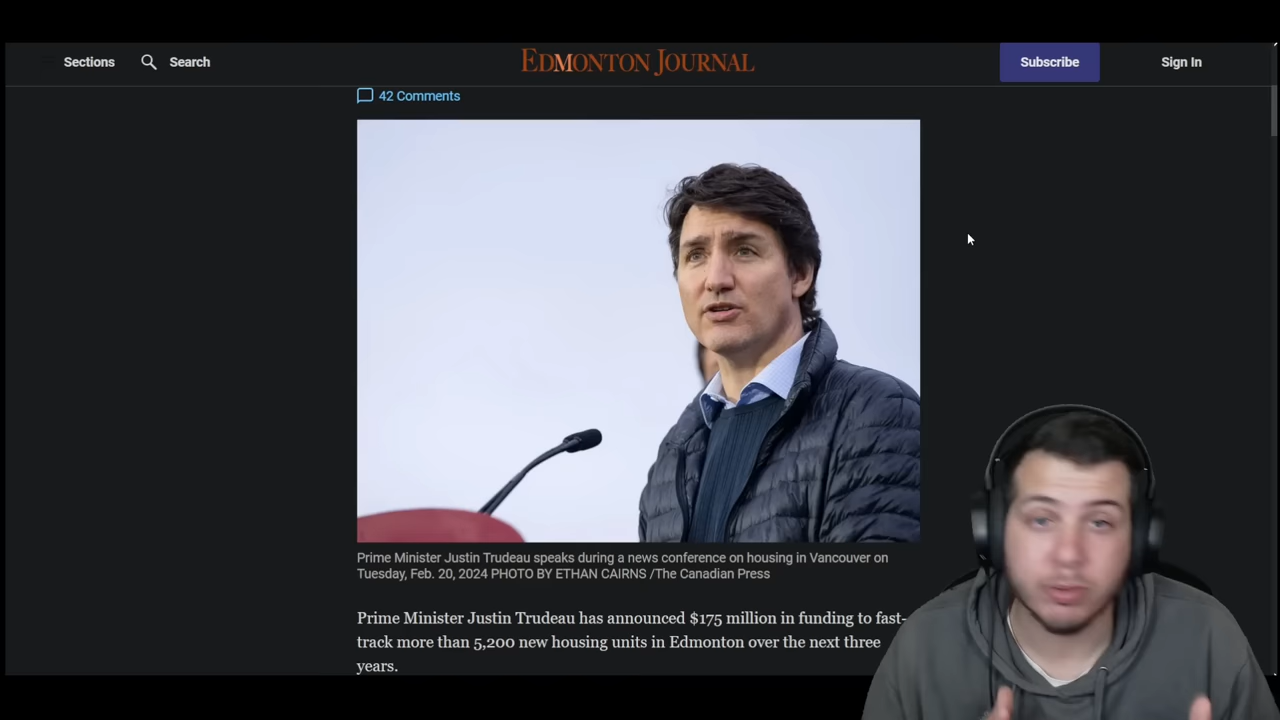 Sections
Search
EDMONTON JOURNAL
Subscribe
Sign In
42 Comments
Prime Minister Justin Trudeau speaks during a news conference on housing in Vancouver on
Tuesday, Feb. 20, 2024 PHOTO BY ETHAN CAIRNS /The Canadian Press
Prime Minister Justin Trudeau has announced $175 million in funding to fast-
track more than 5,200 new housing units in Edmonton over the next three
years.